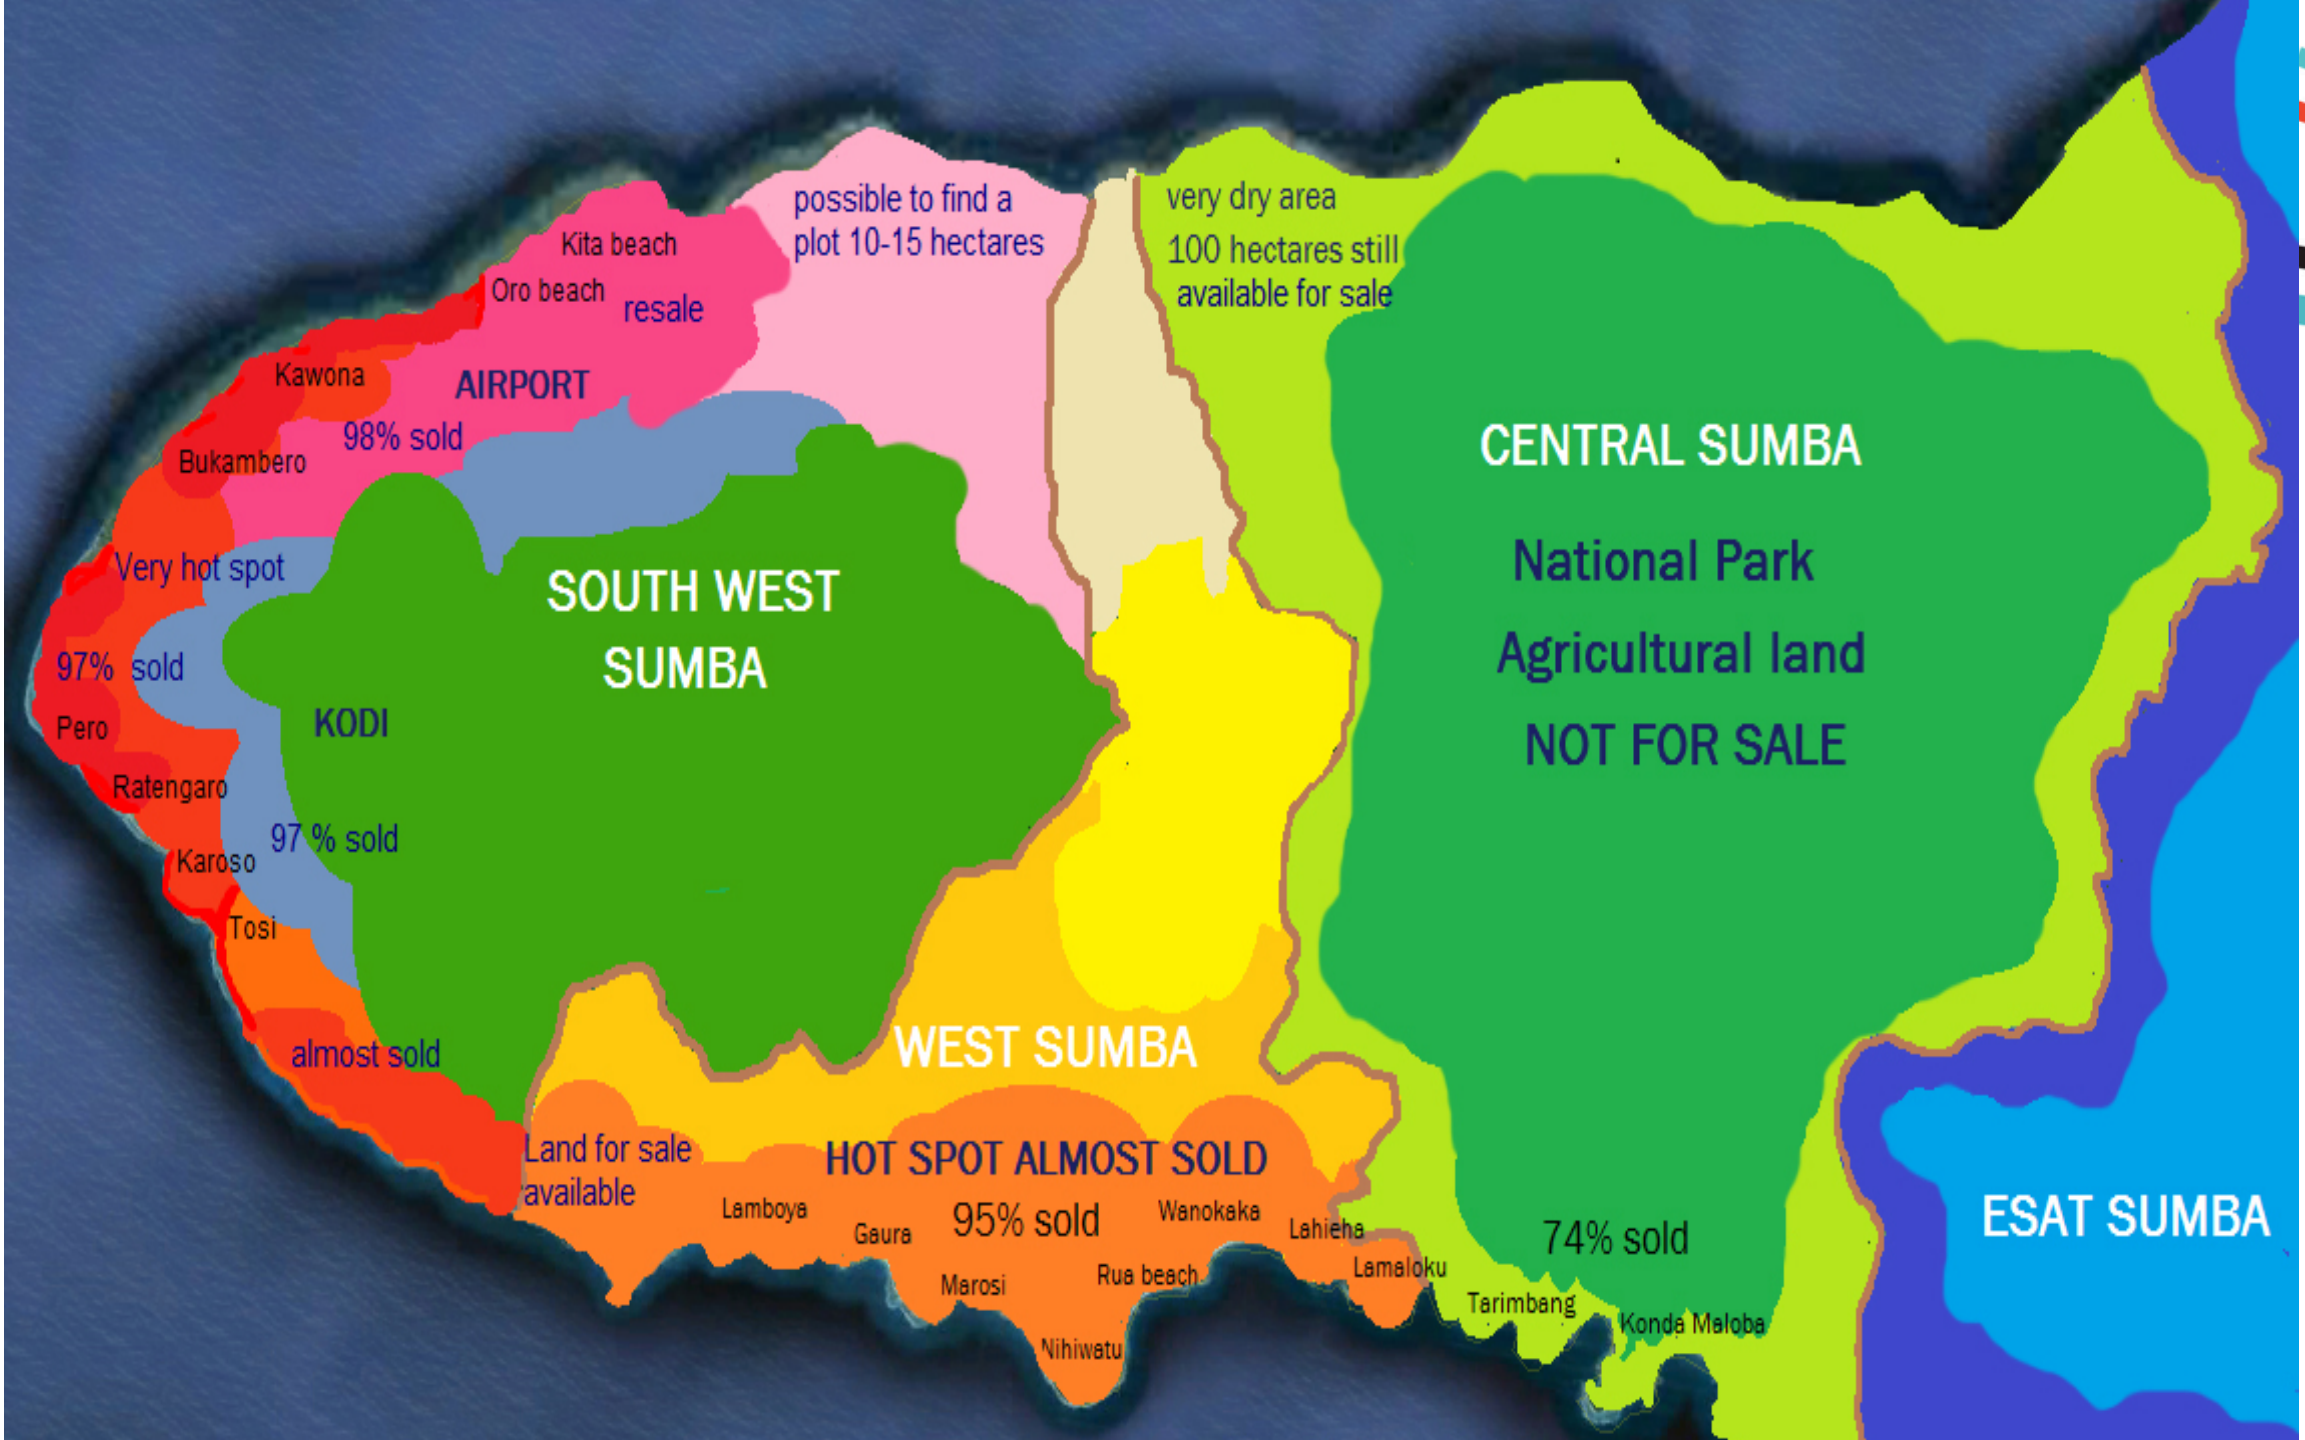 possible to find a
plot 10-15 hectares
very dry area
100 hectares still
available for sale
Kita beach
Oro beach
resale
Kawona
AIRPORT
98% sold
Bukambero
CENTRAL SUMBA
National Park
Agricultural land
NOT FOR SALE
Very hot spot
SOUTH WEST
SUMBA
97% sold
Pero
KODI
Ratengaro
97 % sold
Karoso
Tosi
almost sold
WEST SUMBA
Land for sale
available
HOT SPOT ALMOST SOLD
Lamboya
Gaura
95% sold
Wanokaka
Lahieha
Marosi
Rua beach
Lamaloku
Nihiwatu
74% sold
Tarimbang
Konda Maloba
ESAT SUMBA